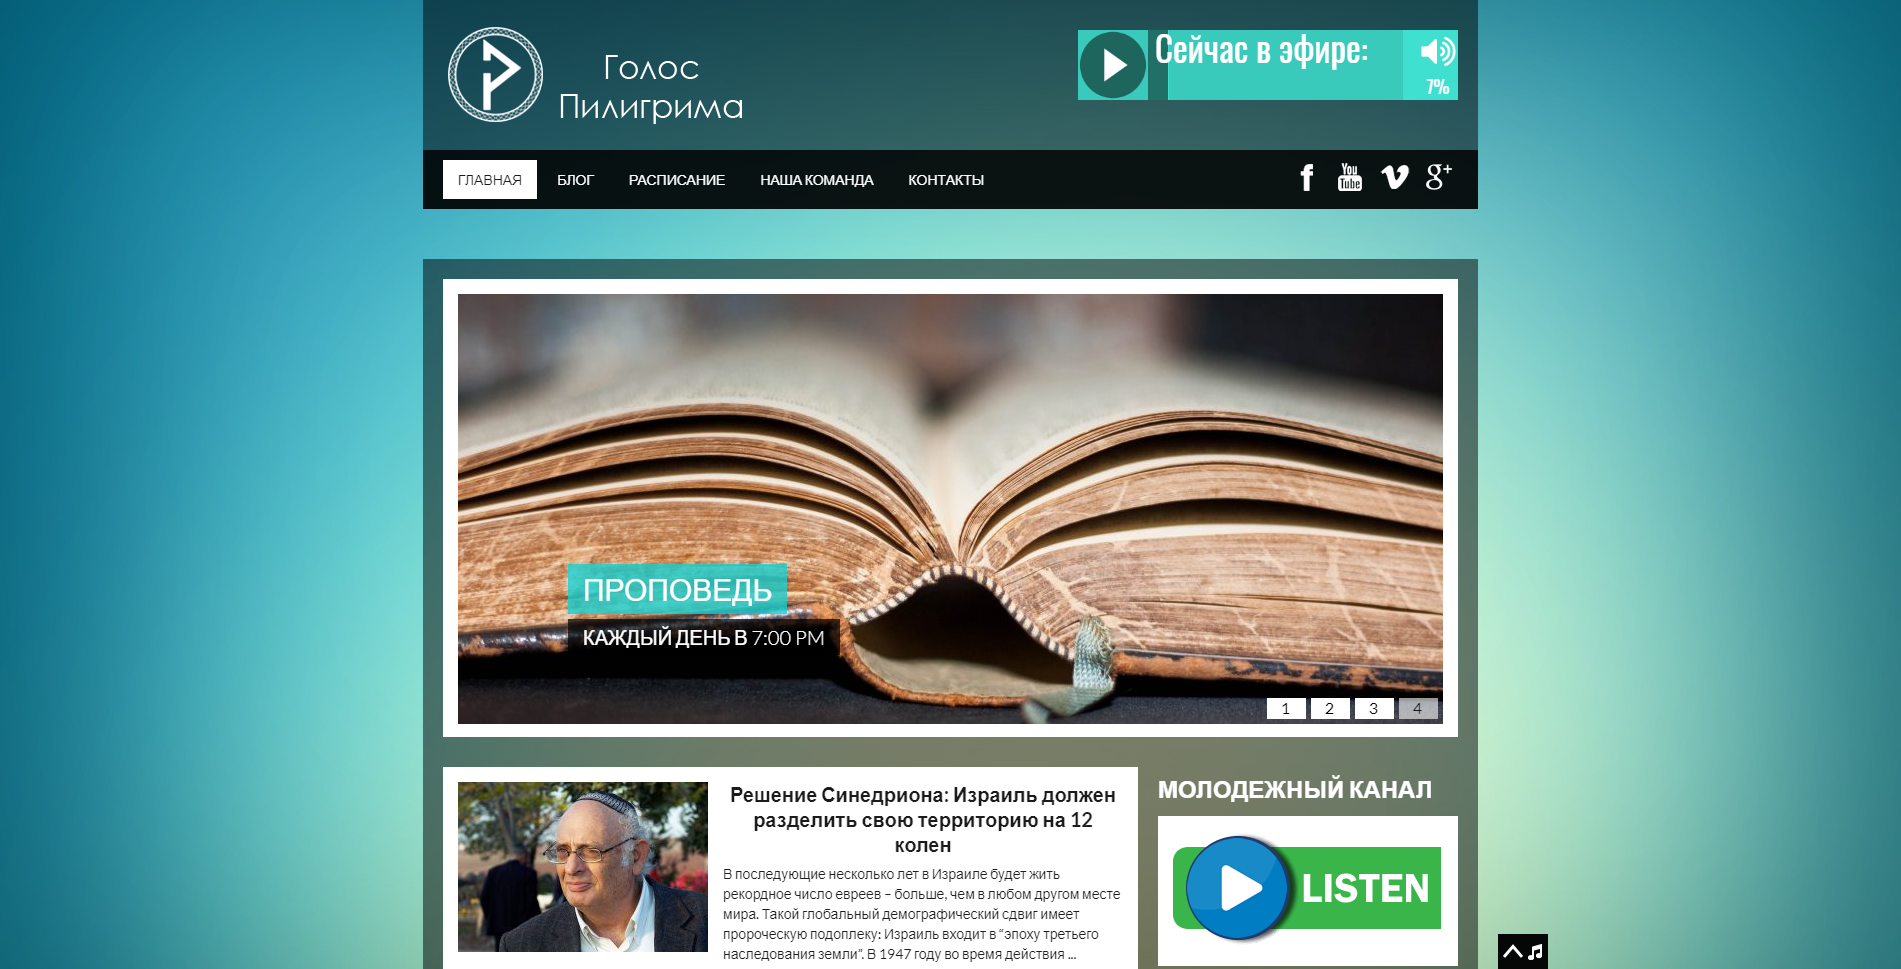 Голос
Пилигрима
Сейчас в эфире:
7%
ГЛАВНАЯ
БЛОГ
РАСПИСАНИЕ
НАША КОМАНДА
КОНТАКТЫ
You
Tube
g+
ПРОПОВЕДЬ
КАЖДЫЙ ДЕНЬ В 7:00 PM
1
2
3
4
Решение Синедриона: Израиль должен
разделить свою территорию на 12
колен
В последующие несколько лет в Израиле будет жить
рекордное число евреев – больше, чем в любом другом месте
мира. Такой глобальный демографический сдвиг имеет
пророческую подоплеку: Израиль входит в “эпоху третьего
наследования земли”. В 1947 году во время действия ...
МОЛОДЕЖНЫЙ КАНАЛ
LISTEN